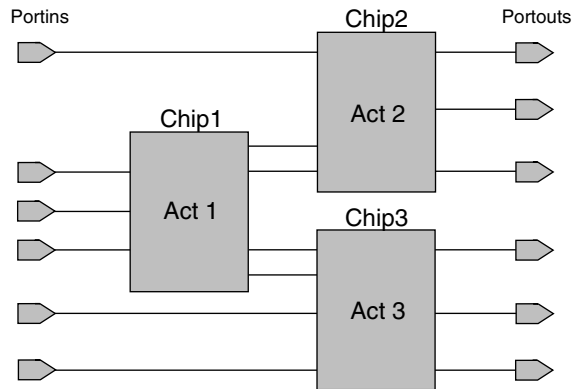 Portins
Chip2
Portouts
Act 2
Chip1
Act 1
Chip3
Act 3